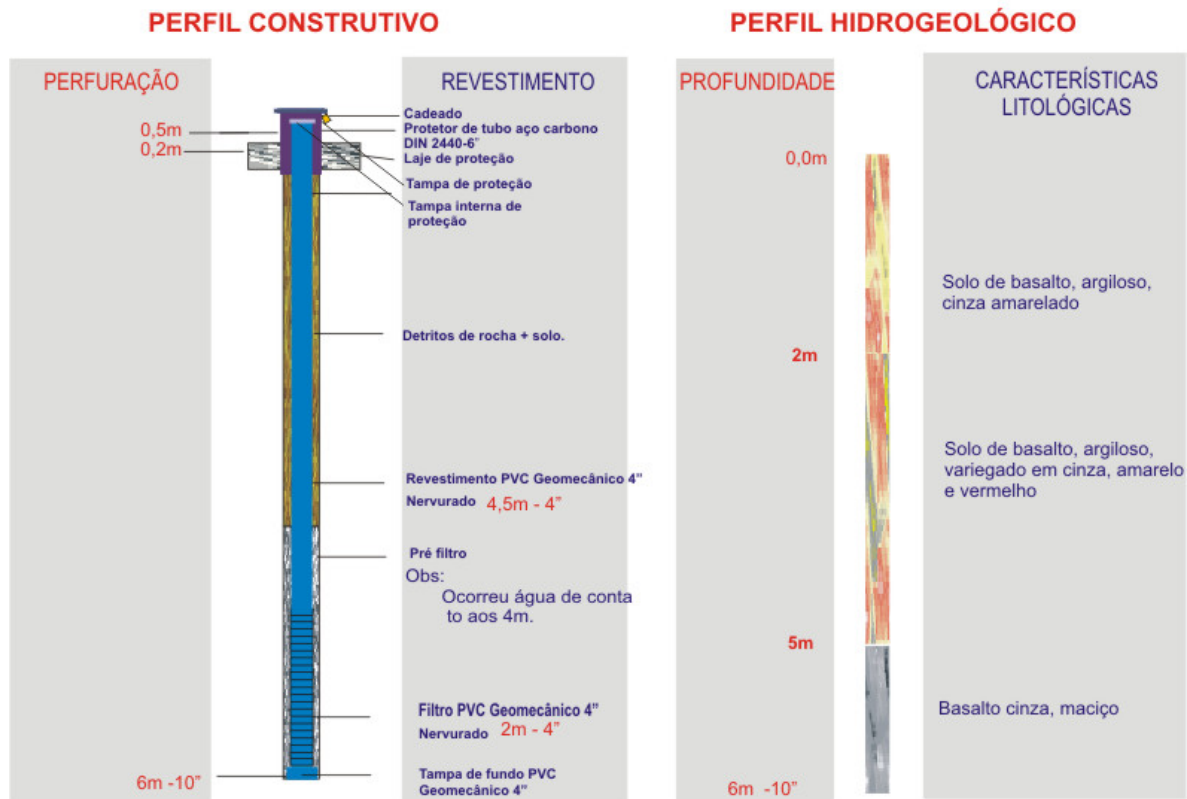 PERFIL CONSTRUTIVO
PERFURAÇÃO
REVESTIMENTO
0,5m
0,2m
Cadeado
Protetor de tubo aço carbono
DIN 2440-6"
Laje de proteção
Tampa de proteção
Tampa interna de
proteção
Detritos de rocha + solo.
Revestimento PVC Geomecânico 4"
Nervurado 4,5m - 4"
Pré filtro
Obs:
Ocorreu água de conta
to aos 4m.
Filtro PVC Geomecânico 4"
Nervurado 2m - 4"
6m -10"
Tampa de fundo PVC
Geomecânico 4"
PERFIL HIDROGEOLÓGICO
PROFUNDIDADE
CARACTERÍSTICAS
LITOLÓGICAS
0,0m
Solo de basalto, argiloso,
cinza amarelado
2m
Solo de basalto, argiloso,
variegado em cinza, amarelo
e vermelho
5m
Basalto cinza, maciço
6m -10"